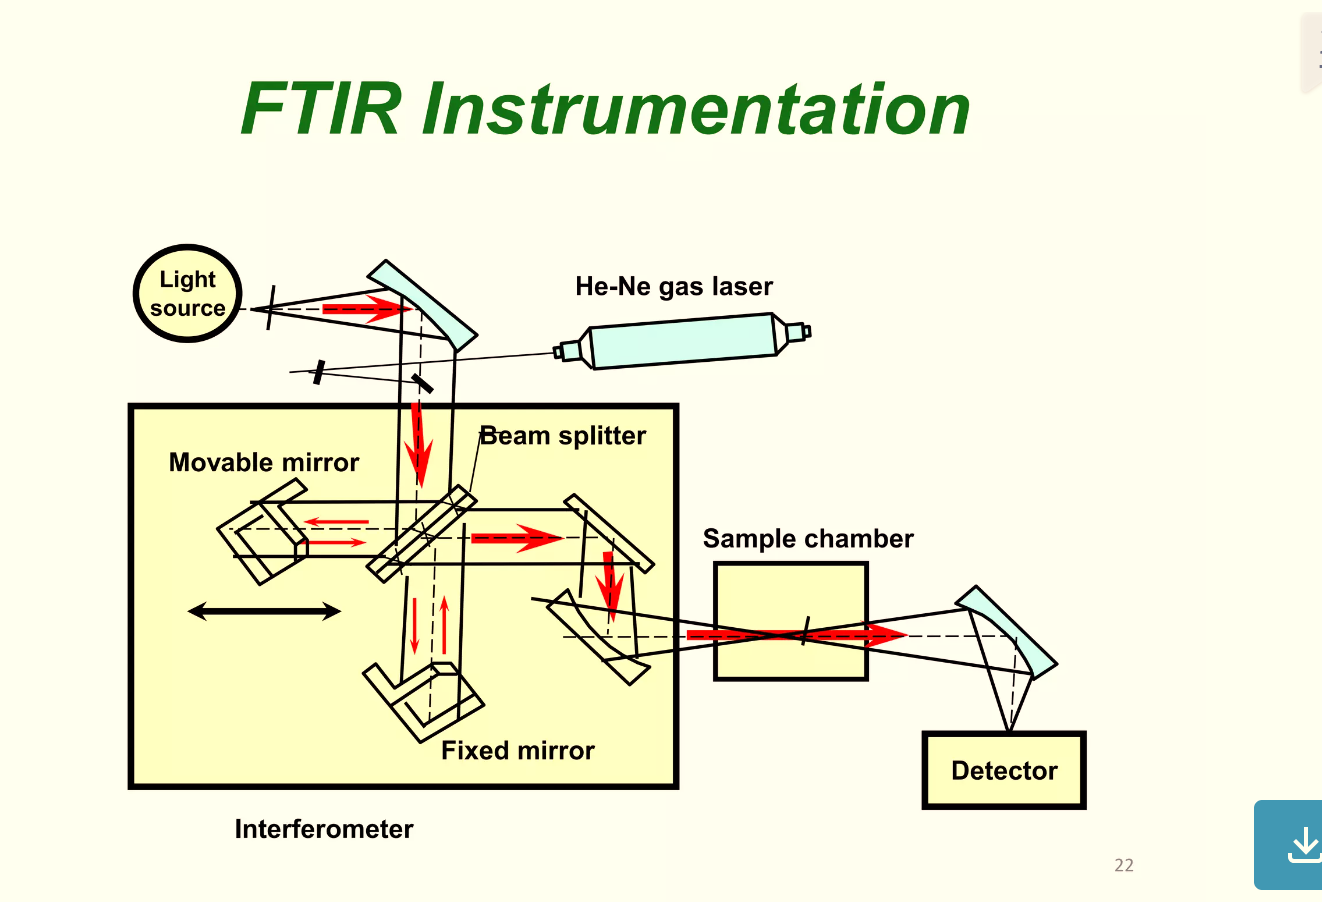 FTIR Instrumentation
Light
source
He-Ne gas laser
Beam splitter
Movable mirror
Sample chamber
Fixed mirror
Detector
Interferometer
22